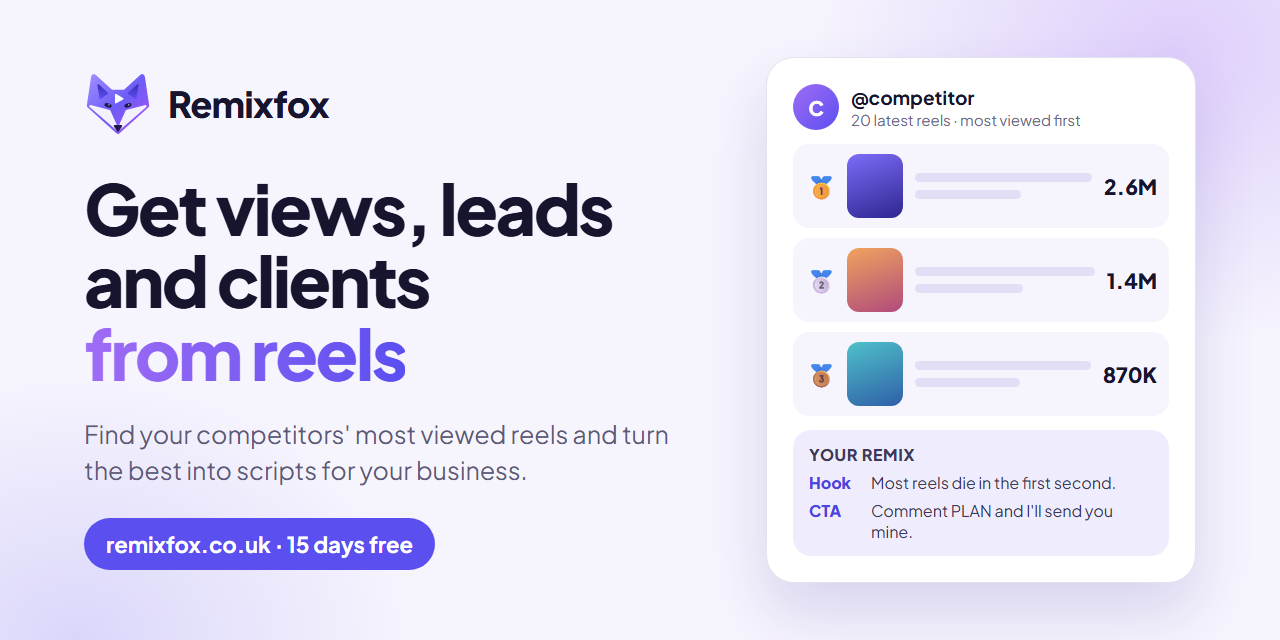 Remixfox
Get views, leads
and clients
from reels
Find your competitors' most viewed reels and turn
the best into scripts for your business.
remixfox.co.uk · 15 days free
C
@competitor
20 latest reels · most viewed first
1
2.6M
2
1.4M
3
870K
YOUR REMIX
Hook Most reels die in the first second.
CTA Comment PLAN and I'll send you
mine.